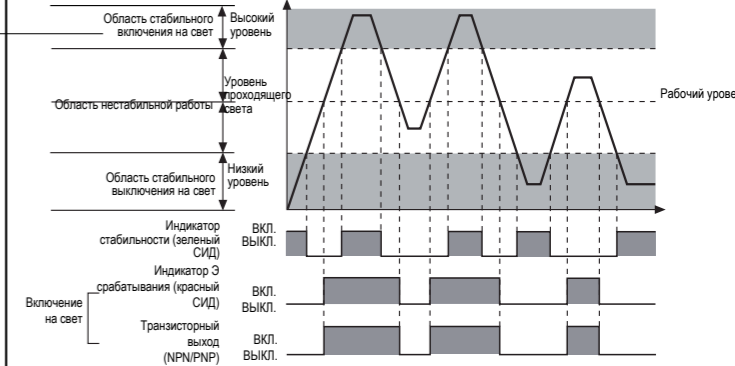 Область стабильного
включения на свет
Высокий
уровень
Уровень
проходящего
света
Область нестабильной работы
Рабочий урове
Область стабильного
выключения на свет
Низкий
уровень
Индикатор
стабильности (зеленый
СИД)
ВКЛ.
ВЫКЛ.
Индикатор Э
срабатывания (красный
СИД)
ВКЛ.
ВЫКЛ.
Включение
на свет
Транзисторный
выход
(NPN/PNP)
ВКЛ.
ВЫКЛ.